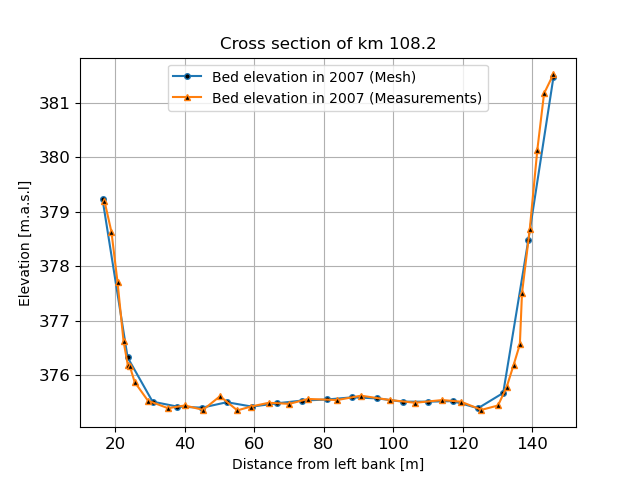 Cross section of km 108.2
Bed elevation in 2007 (Mesh)
Bed elevation in 2007 (Measurements)
381
380
379
378
377
376
Elevation [m.a.s.l]
20 40 60 80 100 120 140
Distance from left bank [m]